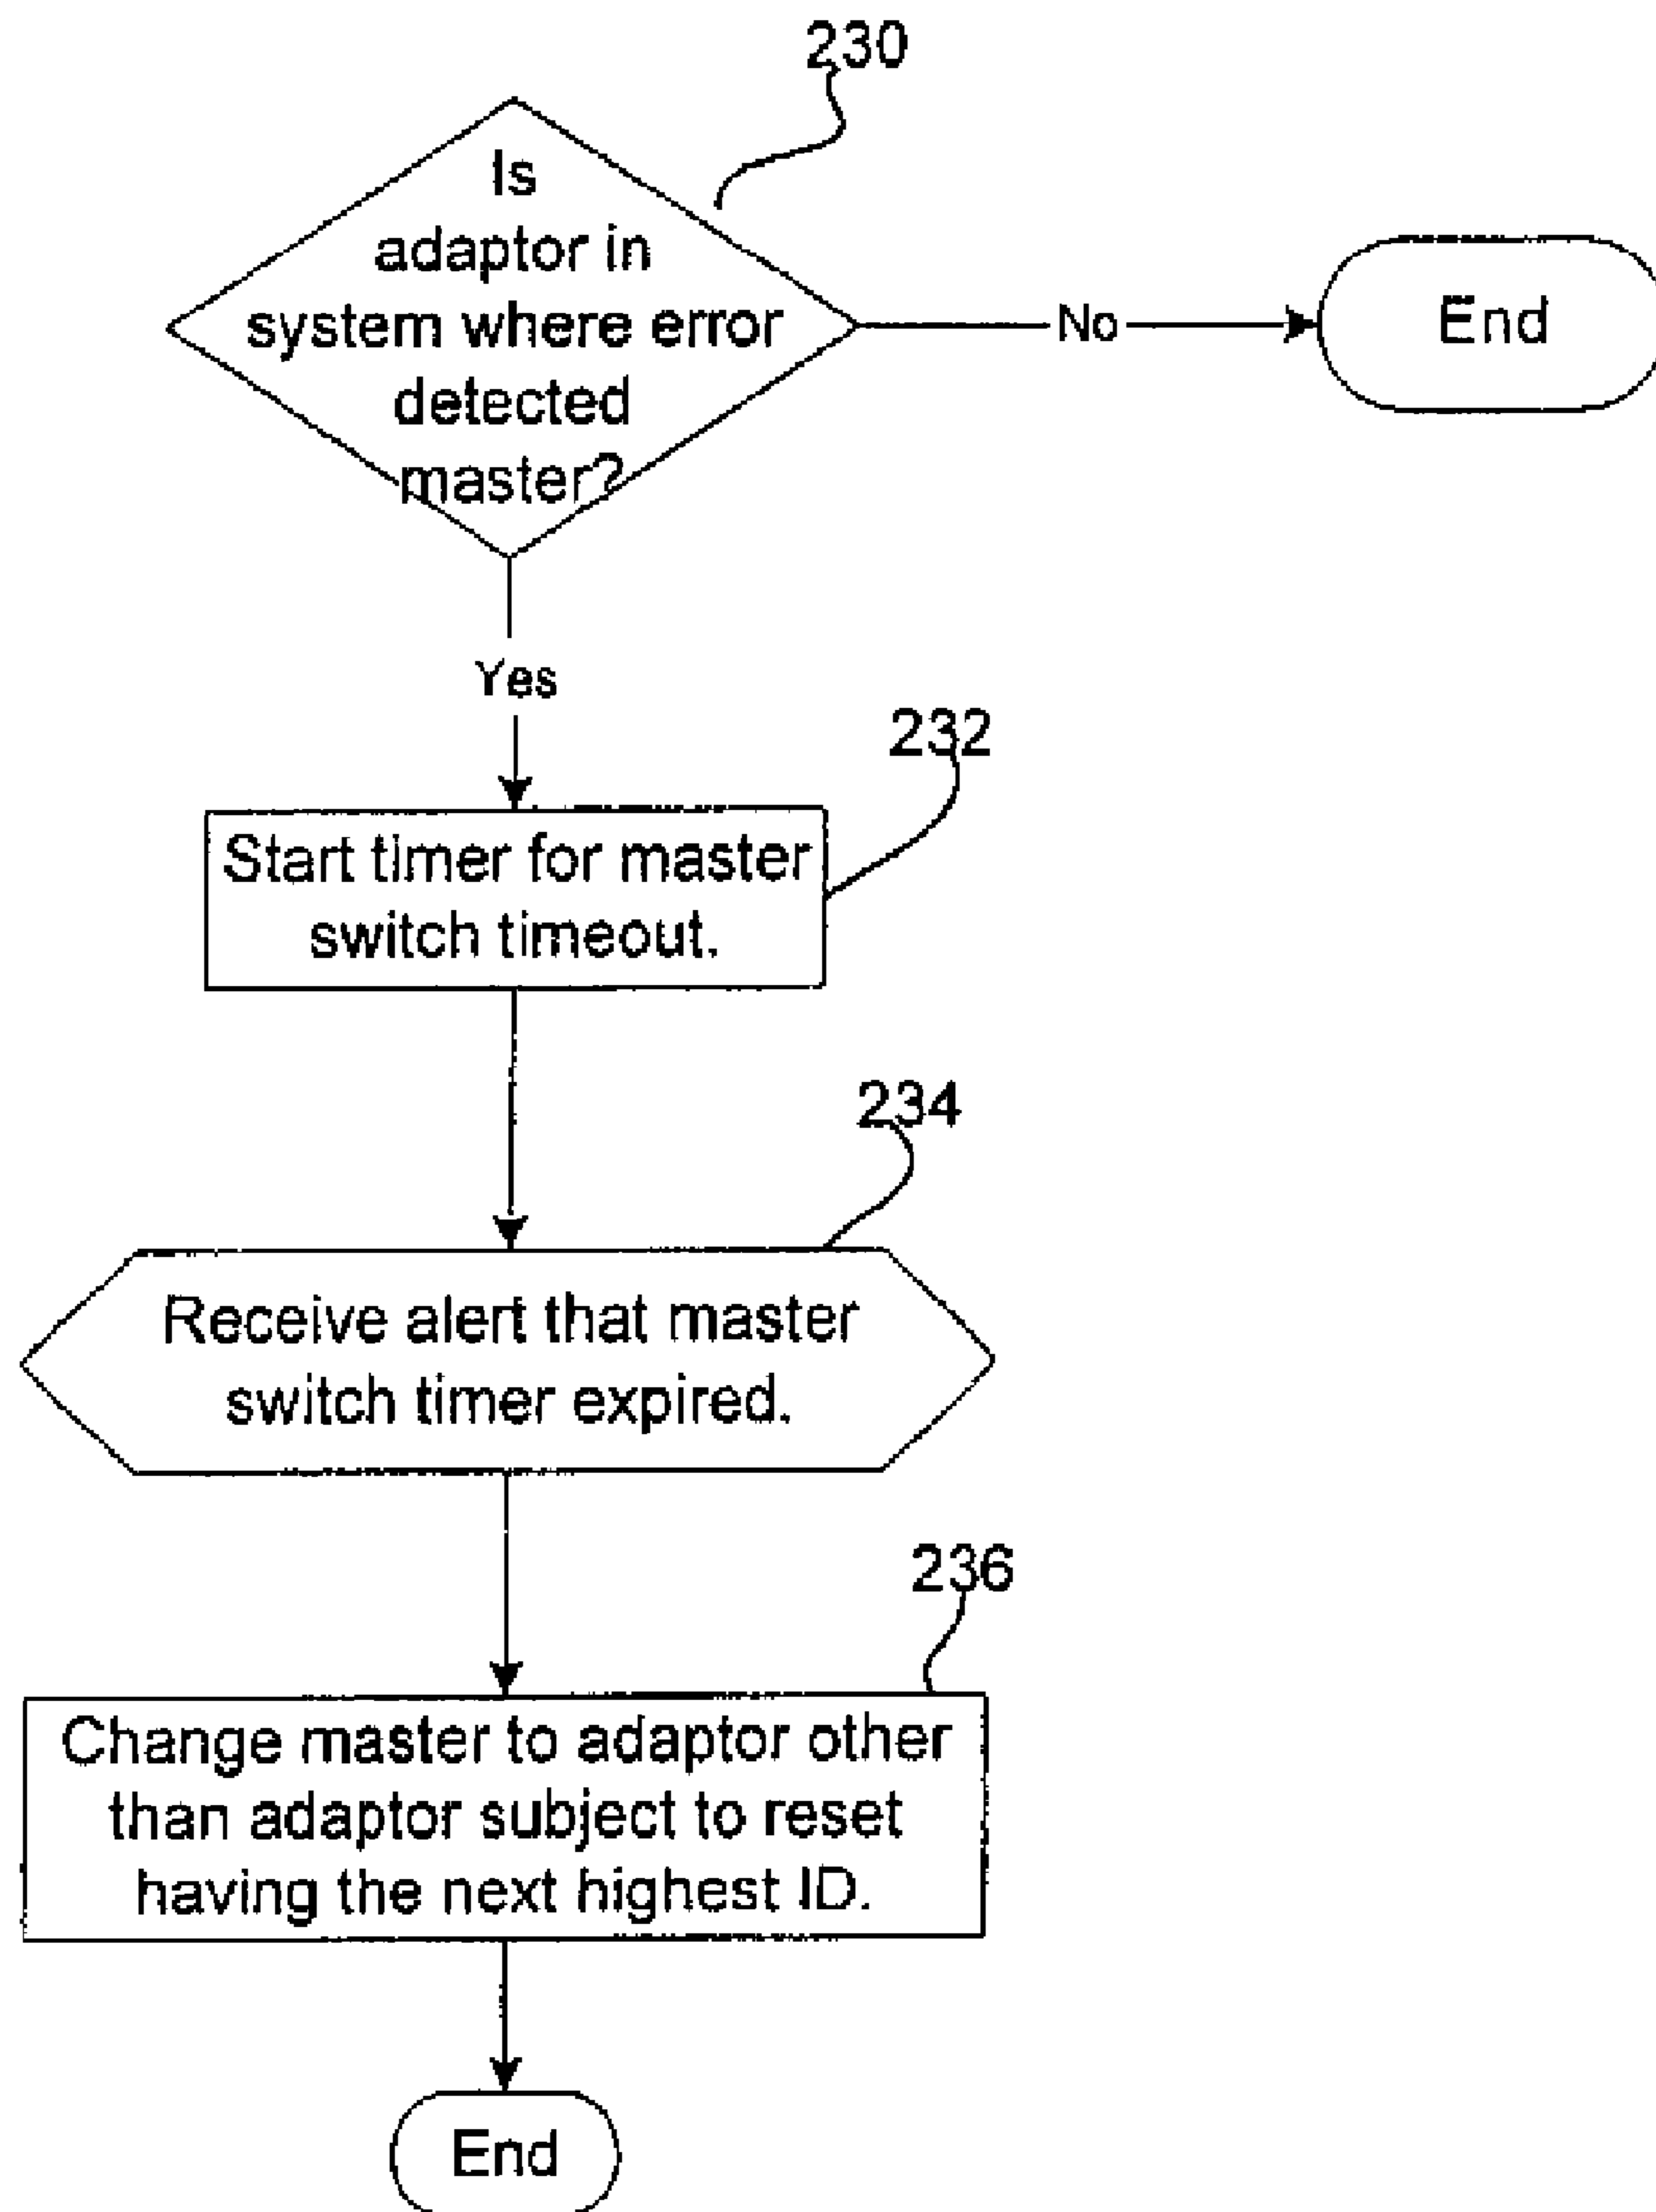 230
Is
adaptor in
system where error
detected
master?
No
End
Yes
232
Start timer for master
switch timeout.
234
Receive alert that master
switch timer expired.
236
Change master to adaptor other
than adaptor subject to reset
having the next highest ID.
End